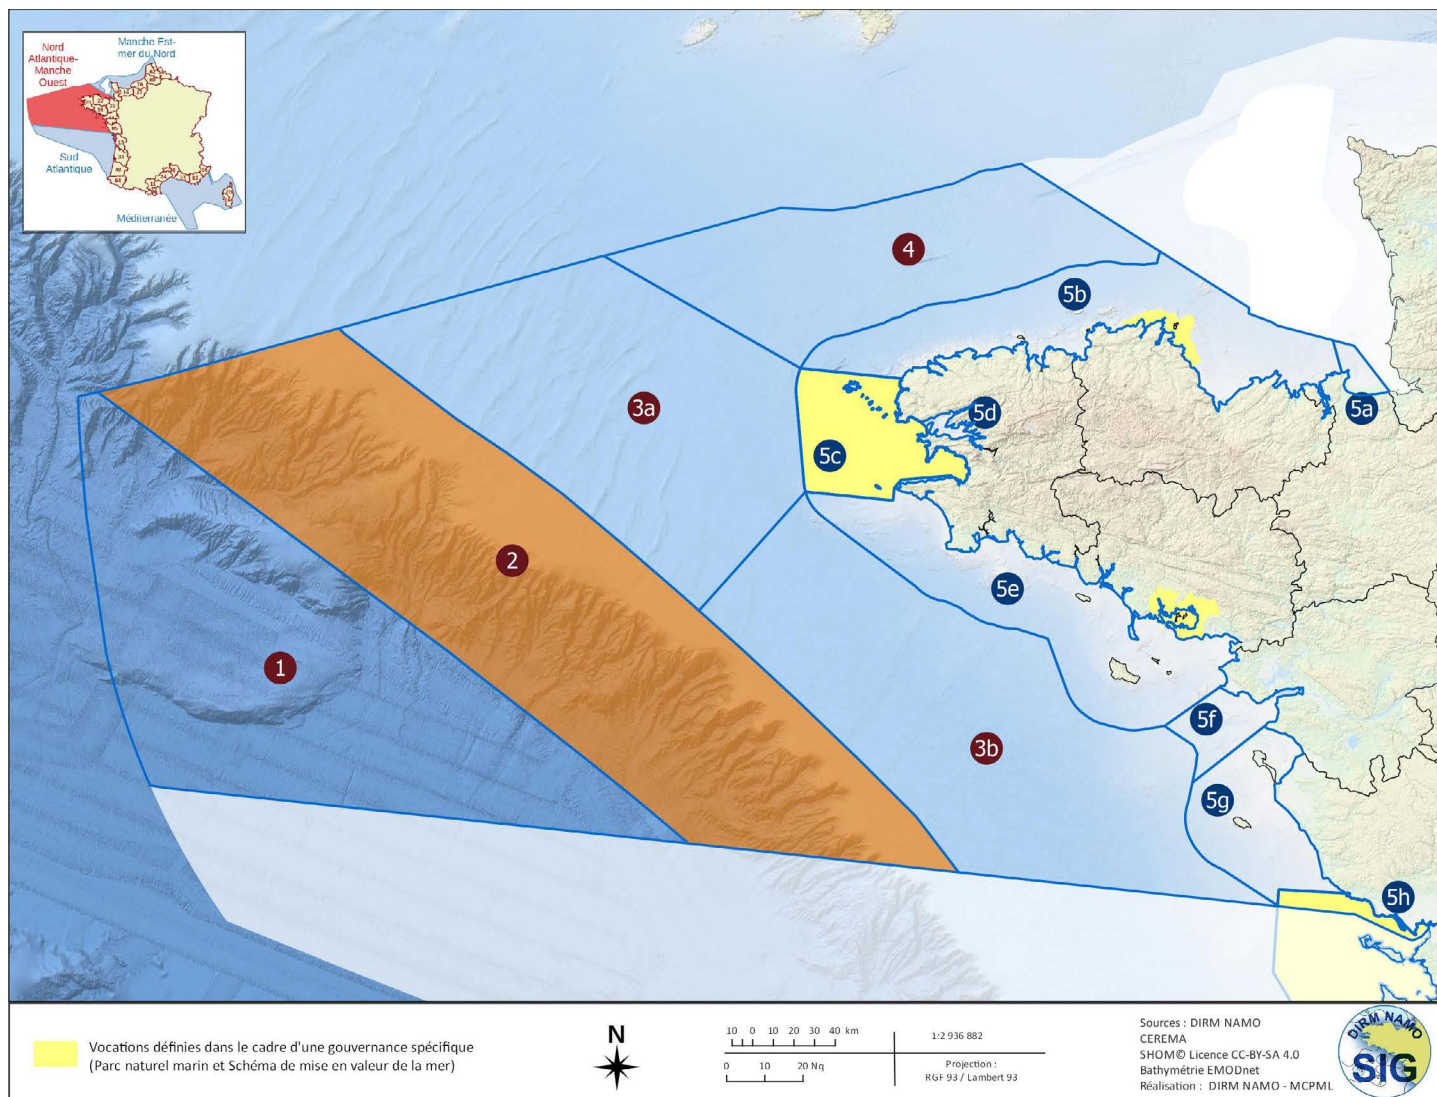 Nord
Atlantique-
Manche
Ouest
Manche Est-
mer du Nord
Sud
Atlantique
Méditerranée
4
5b
3a
5d
5a
5c
2
5e
1
5f
3b
5g
5h
Vocations définies dans le cadre d'une gouvernance spécifique
(Parc naturel marin et Schéma de mise en valeur de la mer)
N
10 0 10 20 30 40 km
0 10 20 Nq
1:2 936 882
Projection :
RGF 93 / Lambert 93
Sources : DIRM NAMO
CEREMA
SHOM© Licence CC-BY-SA 4.0
Bathymétrie EMODnet
Réalisation : DIRM NAMO - MCPML
DIRM NAMO
SIG